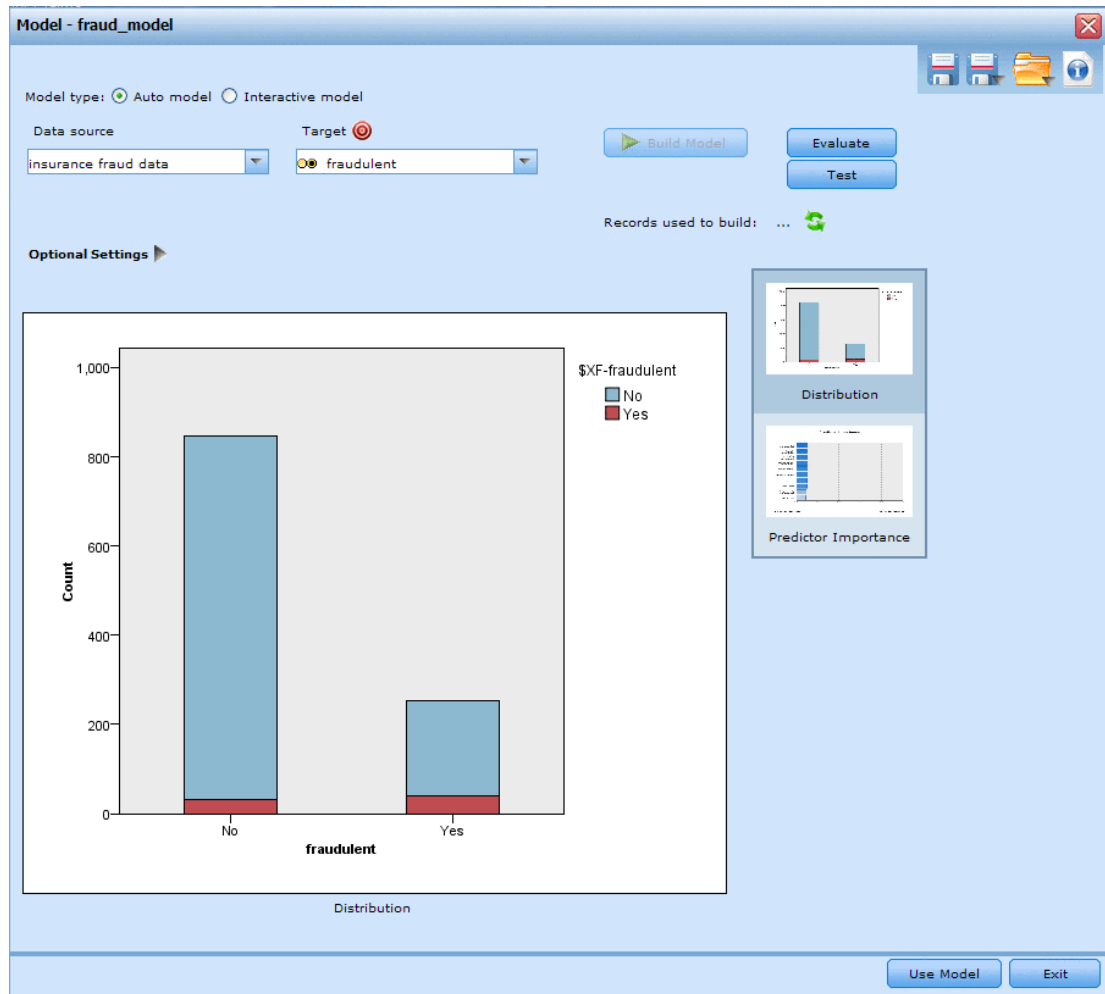 Model - fraud_model
Model type: Auto model Interactive model
Data source
Target
insurance fraud data
fraudulent
Build Model
Evaluate
Test
Records used to build: ...
Optional Settings
1,000
800
600
400
200
0
Count
No
Yes
fraudulent
$XF-fraudulent
No
Yes
Distribution
Distribution
Predictor Importance
Use Model
Exit